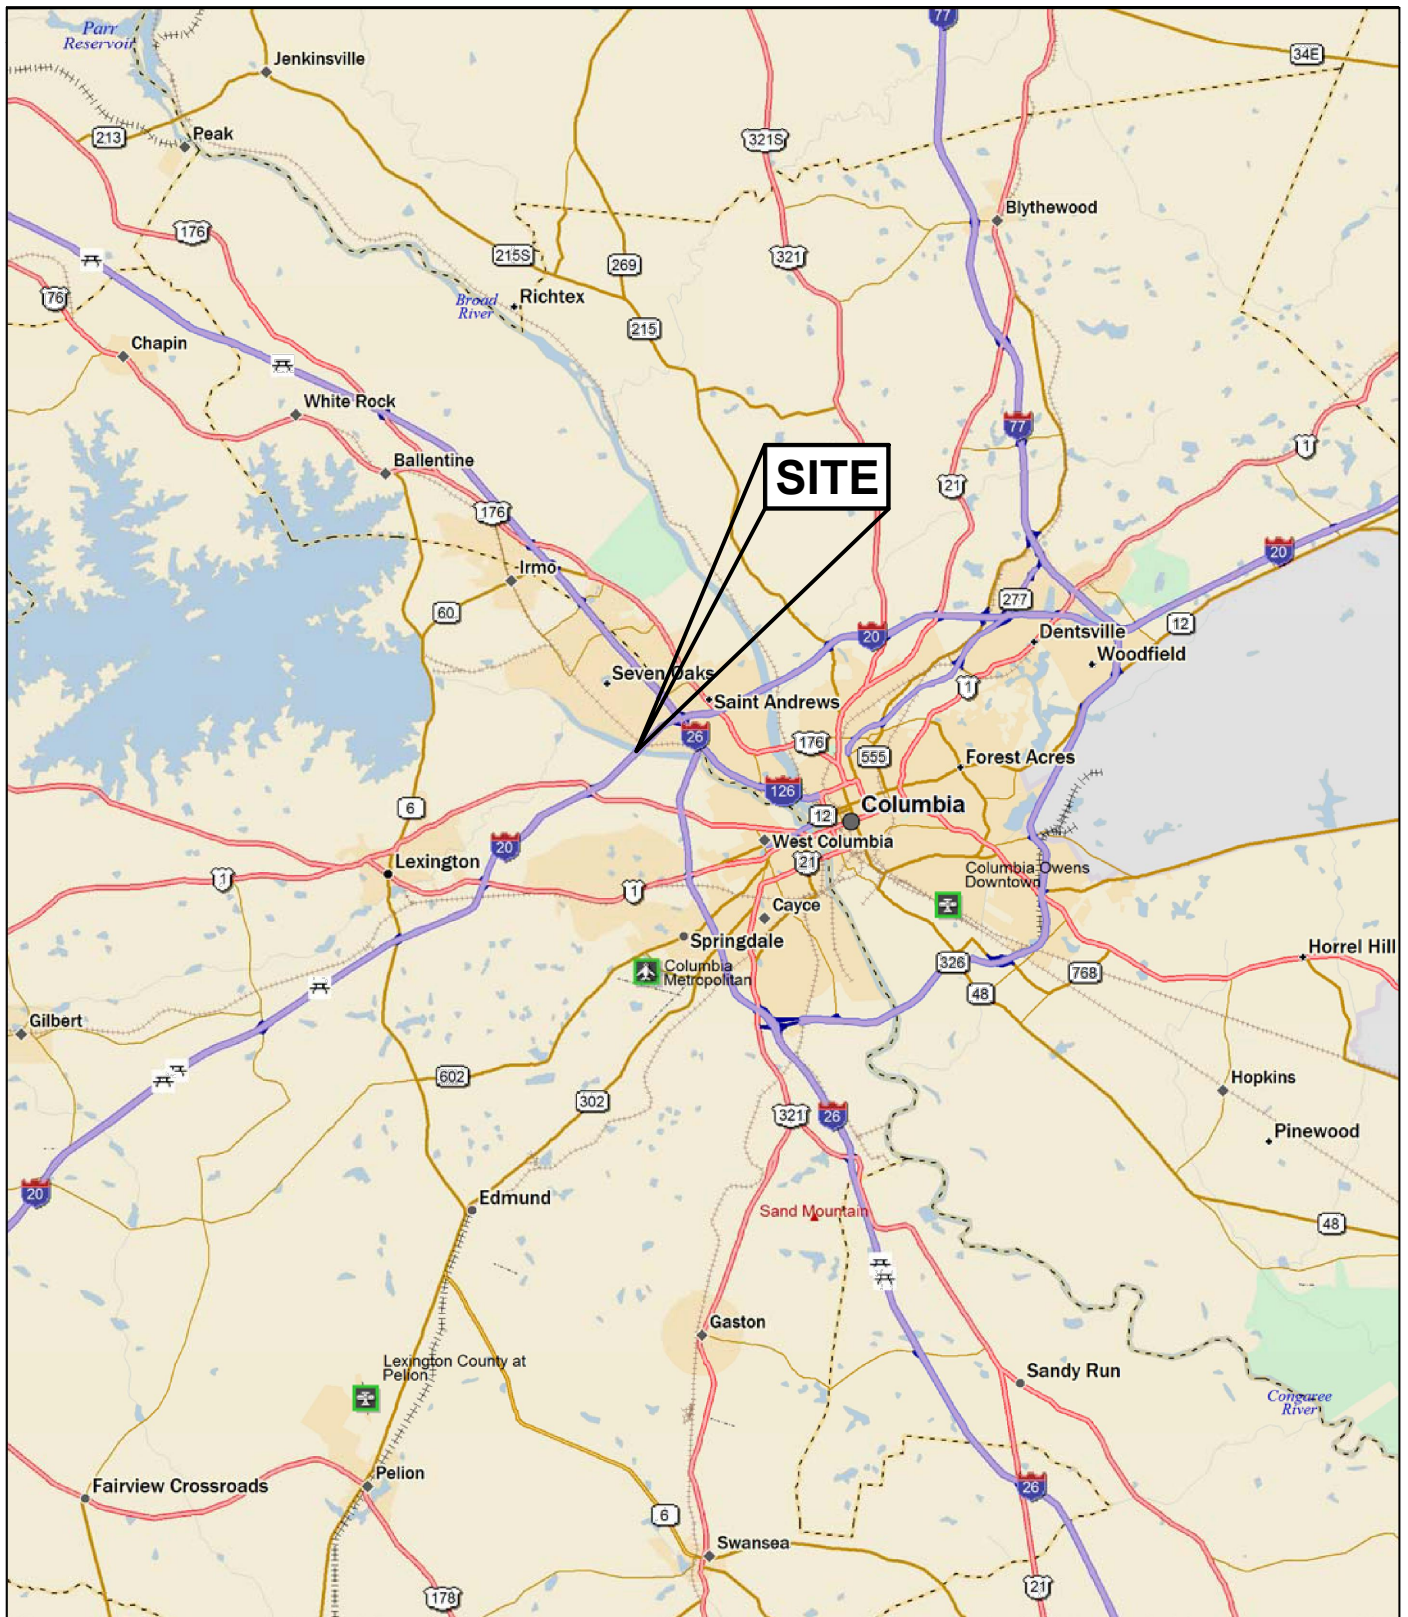 77
Parr
Reservoir
34E
Jenkinsville
213
Peak
321S
Blythewood
176
215S
269
321
76
Broad
River
Richtex
215
Chapin
White Rock
77
1
Ballentine
SITE
21
176
20
Irmo
60
277
12
20
Dentsville
Woodfield
Seven Oaks
1
Saint Andrews
26
176
555
Forest Acres
126
6
12
Columbia
20
West Columbia
Lexington
21
1
1
Columbia Owens
Downtown
Cayce
Springdale
Horrel Hill
326
768
Columbia
Metropolitan
48
Gilbert
602
Hopkins
302
321
26
Pinewood
20
Edmund
Sand Mountain
48
Gaston
Lexington County at
Pelion
Sandy Run
Congaree
River
Pelion
Fairview Crossroads
26
6
Swansea
178
21